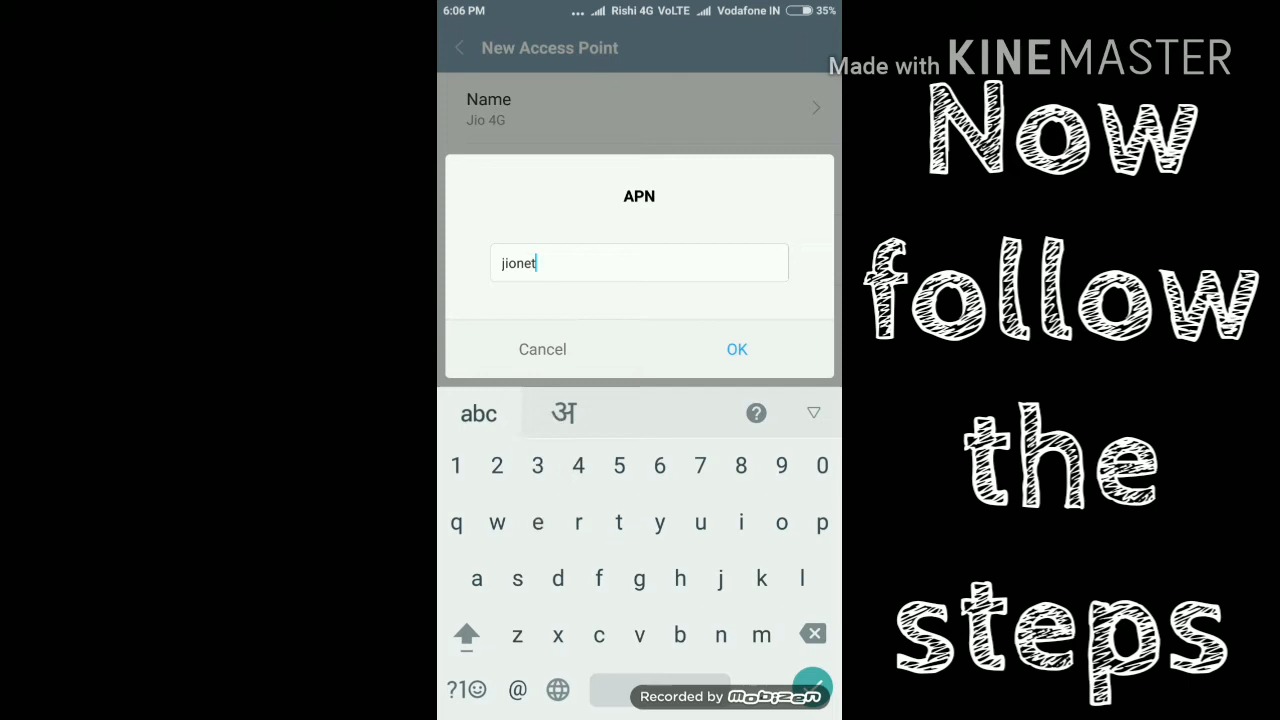 6:06 PM ... Rishi 4G VoLTE Vodafone IN 35%
New Access Point
Made with KINEMASTER
Name
Jio 4G
APN
jionet
Cancel OK
abc अ ?
1 2 3 4 5 6 7 8 9 0
q w e r t y u i o p
a s d f g h j k l
z x c v b n m
?1 @
Recorded by mobizen
Now
follow
the
steps